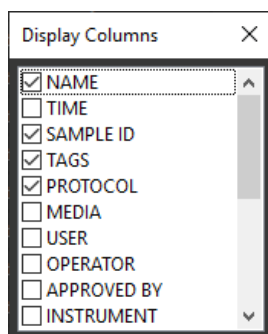 Display Columns
NAME
TIME
SAMPLE ID
TAGS
PROTOCOL
MEDIA
USER
OPERATOR
APPROVED BY
INSTRUMENT